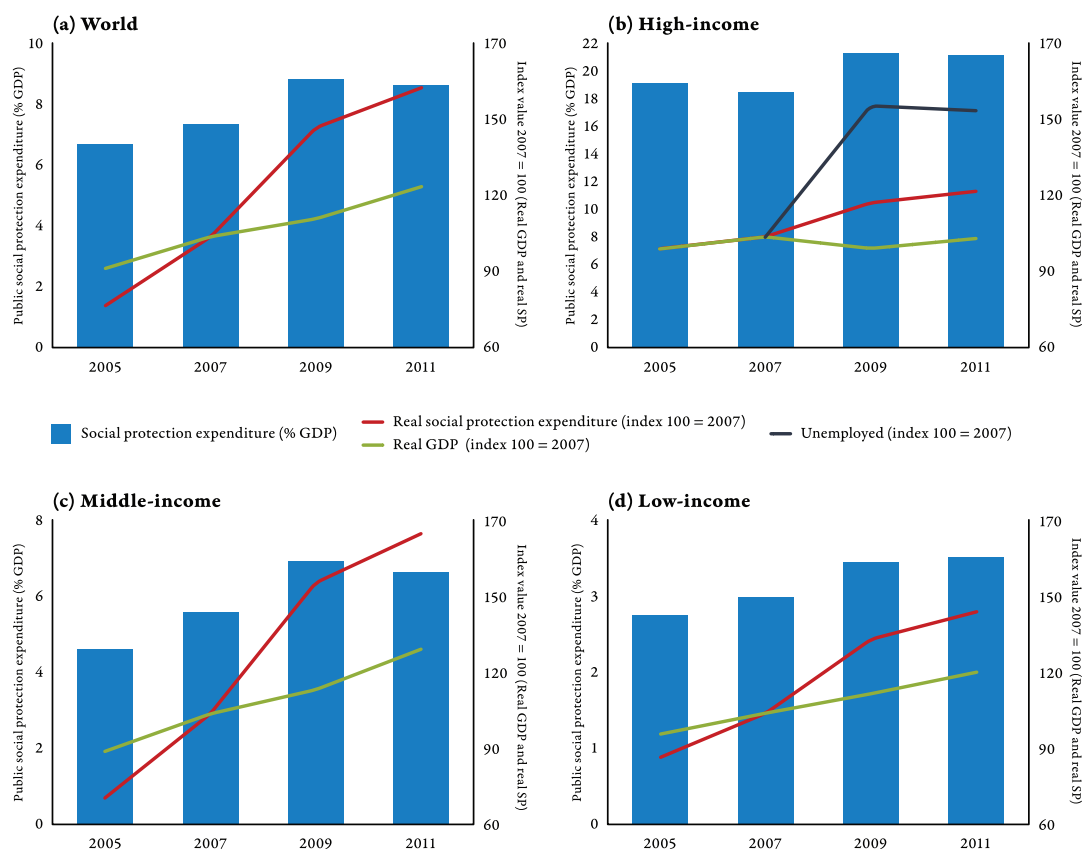 (a) World
10
8
6
4
2
0
Public social protection expenditure (% GDP)
170
150
120
90
60
Index value 2007 = 100 (Real GDP and real SP)
2005 2007 2009 2011
(b) High-income
22
20
18
16
14
12
10
8
6
4
2
0
Public social protection expenditure (% GDP)
170
150
120
90
60
Index value 2007 = 100 (Real GDP and real SP)
2005 2007 2009 2011
Social protection expenditure (% GDP)
Real social protection expenditure (index 100 = 2007)
Real GDP (index 100 = 2007)
Unemployed (index 100 = 2007)
(c) Middle-income
8
6
4
2
0
Public social protection expenditure (% GDP)
170
150
120
90
60
Index value 2007 = 100 (Real GDP and real SP)
2005 2007 2009 2011
(d) Low-income
4
3
2
1
0
Public social protection expenditure (% GDP)
170
150
120
90
60
Index value 2007 = 100 (Real GDP and real SP)
2005 2007 2009 2011